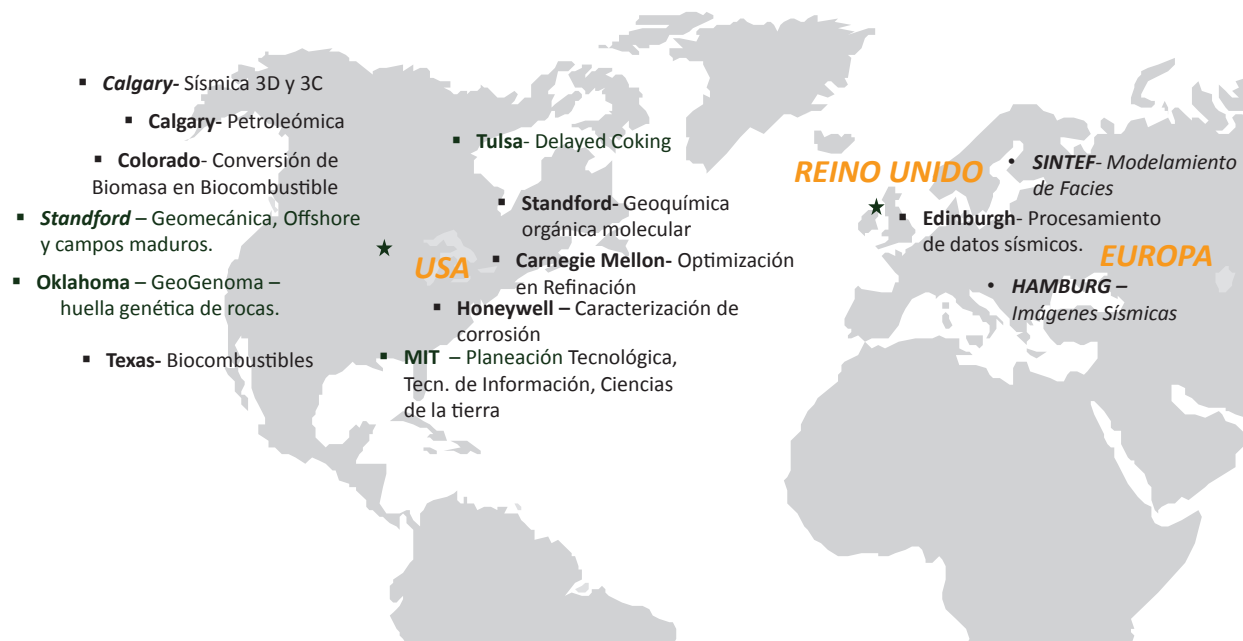 ▪ Calgary- Sísmica 3D y 3C
▪ Calgary- Petroleómica
▪ Colorado- Conversión de
Biomasa en Biocombustible
▪ Standford – Geomecánica, Offshore
y campos maduros.
▪ Oklahoma – GeoGenoma –
huella genética de rocas.
▪ Texas- Biocombustibles
▪ Tulsa- Delayed Coking
▪ Standford- Geoquímica
orgánica molecular
USA
▪ Carnegie Mellon- Optimización
en Refinación
▪ Honeywell – Caracterización de
corrosión
▪ MIT – Planeación Tecnológica,
Tecn. de Información, Ciencias
de la tierra
REINO UNIDO
• SINTEF- Modelamiento
de Facies
▪ Edinburgh- Procesamiento
de datos sísmicos.
EUROPA
• HAMBURG –
Imágenes Sísmicas